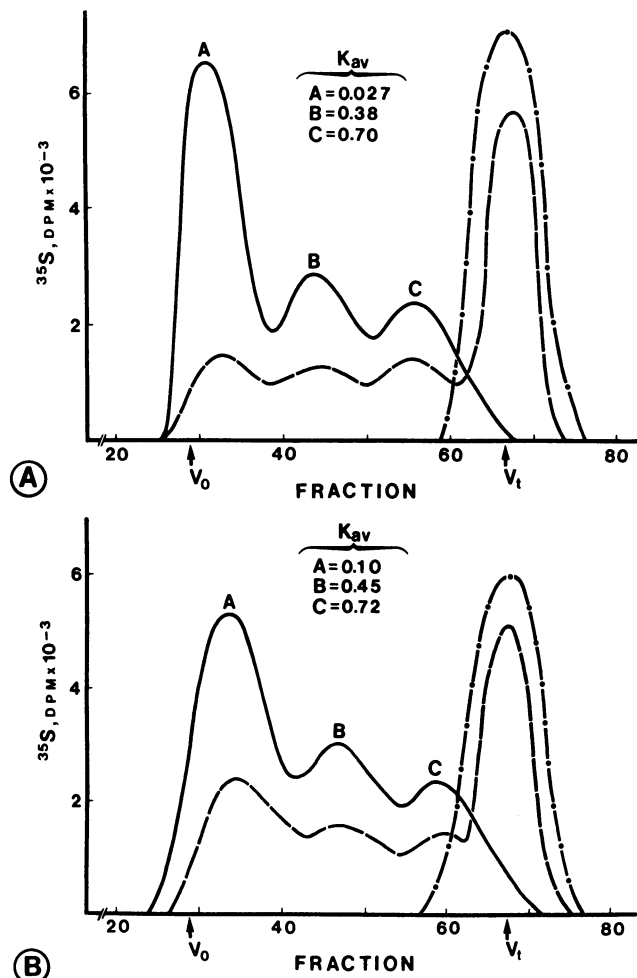 A
B
C
Kav
A=0.027
B=0.38
C=0.70
6
4
2
35S, DPM x 10-3
20
40
60
80
Vo
Vt
FRACTION
A
Kav
A=0.10
B=0.45
C=0.72
A
B
C
6
4
2
35S, DPM x 10-3
20
40
60
80
Vo
Vt
FRACTION
B